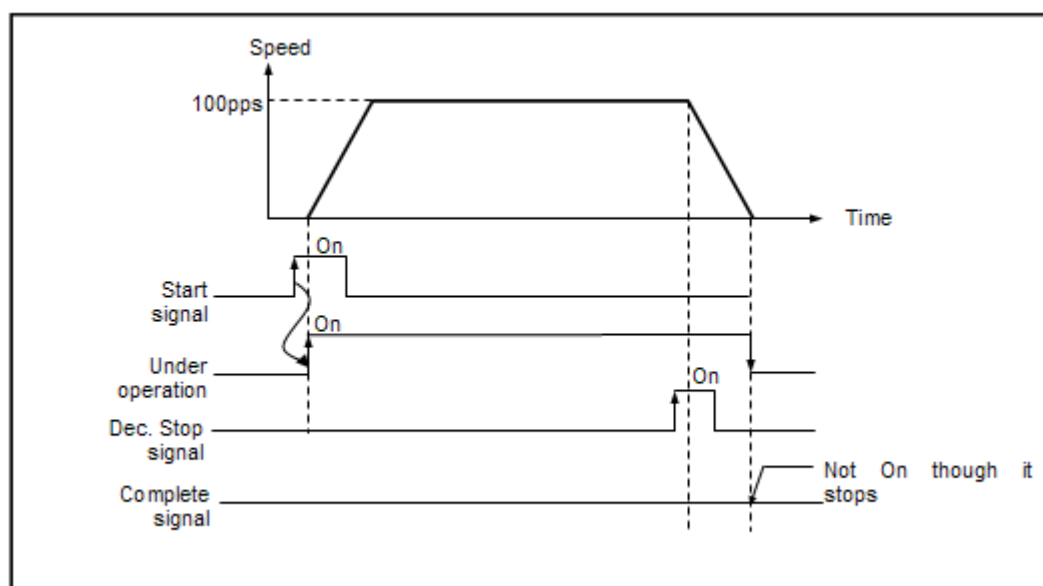 Speed
100pps
Time
On
Start
signal
On
Under
operation
On
Dec. Stop
signal
Not On though it
stops
Complete
signal